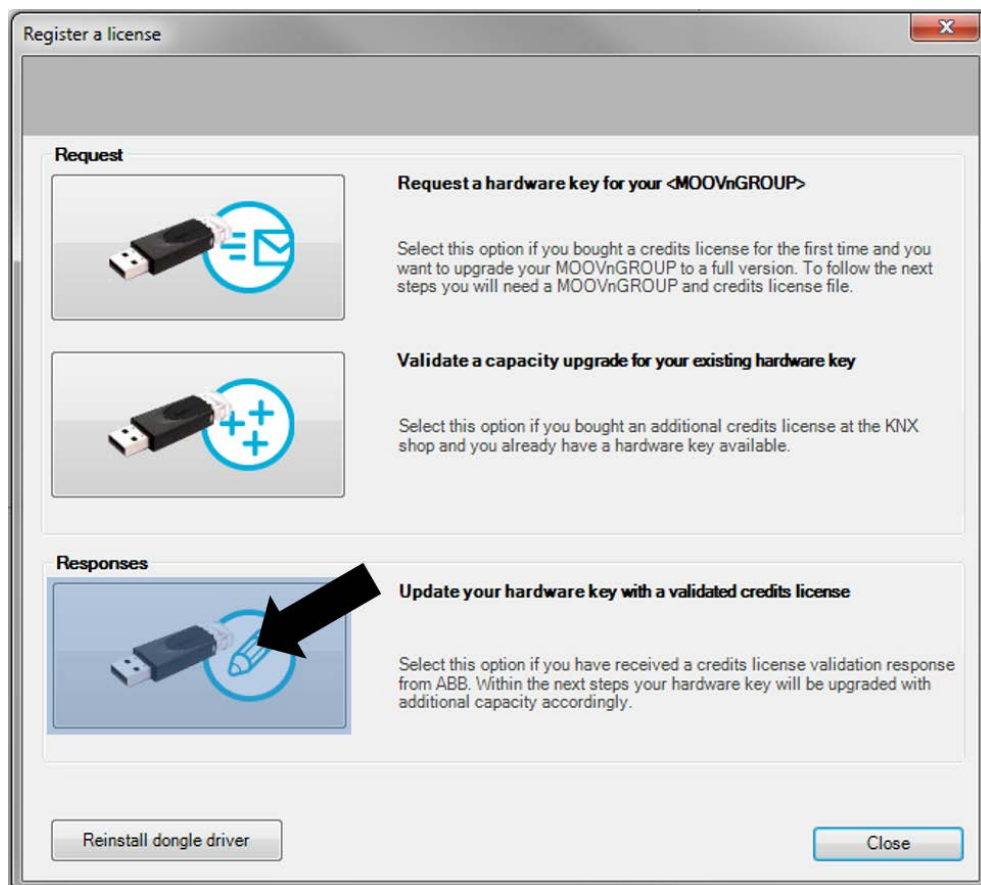 Register a license
Request
Request a hardware key for your <MOOVnGROUP>
Select this option if you bought a credits license for the first time and you
want to upgrade your MOOVnGROUP to a full version. To follow the next
steps you will need a MOOVnGROUP and credits license file.
Validate a capacity upgrade for your existing hardware key
Select this option if you bought an additional credits license at the KNX
shop and you already have a hardware key available.
Responses
Update your hardware key with a validated credits license
Select this option if you have received a credits license validation response
from ABB. Within the next steps your hardware key will be upgraded with
additional capacity accordingly.
Reinstall dongle driver
Close